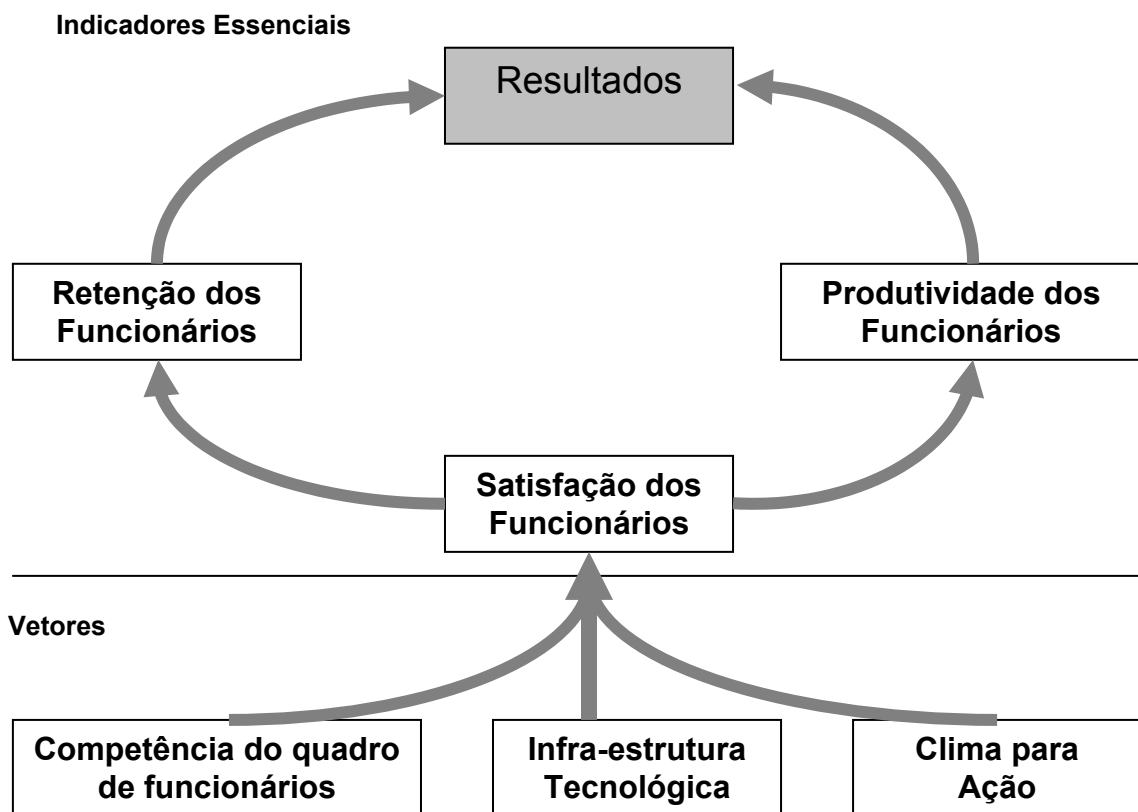 Indicadores Essenciais
Resultados
Retenção dos
Funcionários
Produtividade dos
Funcionários
Satisfação dos
Funcionários
Vetores
Competência do quadro
de funcionários
Infra-estrutura
Tecnológica
Clima para
Ação